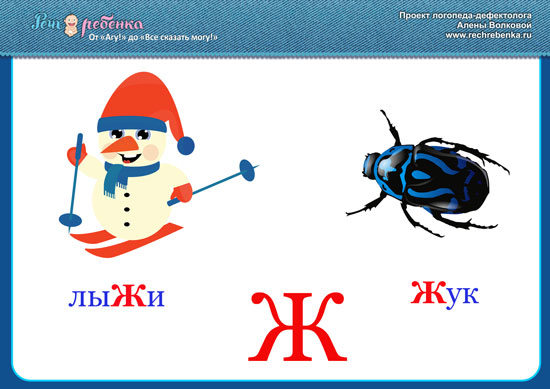 Речь ребенка
От «Агу!» до «Все сказать могу!»
Проект логопеда-дефектолога
Алены Волковой
www.rechrebenka.ru
лыжи
жук
Ж